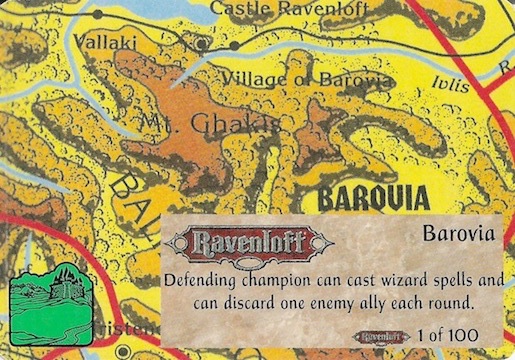 Castle Ravenloft
Vallaki
Village of Barovia
Ivlis
R
Mt. Ghakis
BAROVIA
BA
Ravenloft
Barovia
Defending champion can cast wizard spells and
can discard one enemy ally each round.
Ravenloft 1 of 100
risten